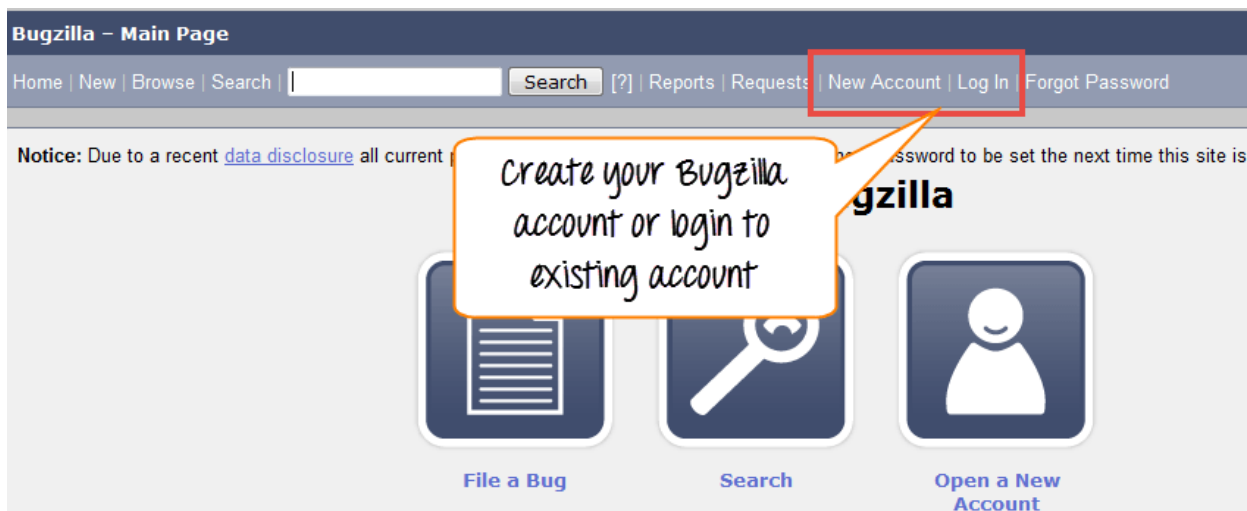 Bugzilla – Main Page
Home | New | Browse | Search | Search [?] | Reports | Requests | New Account | Log In | Forgot Password
Notice: Due to a recent data disclosure all current password to be set the next time this site is
gzilla
Create your Bugzilla
account or login to
existing account
File a Bug Search Open a New
Account